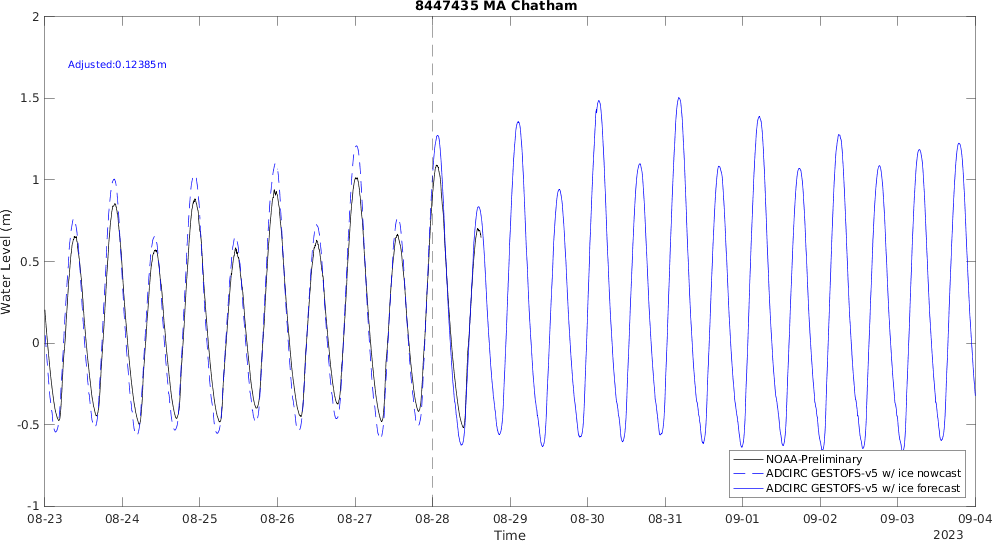 8447435 MA Chatham
2
1.5
1
0.5
0
-0.5
-1
Water Level (m)
Adjusted:0.12385m
NOAA-Preliminary
ADCIRC GESTOFS-v5 w/ ice nowcast
ADCIRC GESTOFS-v5 w/ ice forecast
08-23 08-24 08-25 08-26 08-27 08-28 08-29 08-30 08-31 09-01 09-02 09-03 09-04
Time
2023